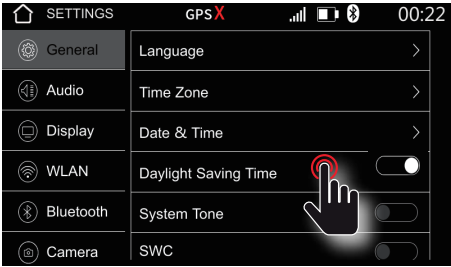 SETTINGS GPSX 00:22
General
Audio
Display
WLAN
Bluetooth
Camera
Language
Time Zone
Date & Time
Daylight Saving Time
System Tone
SWC